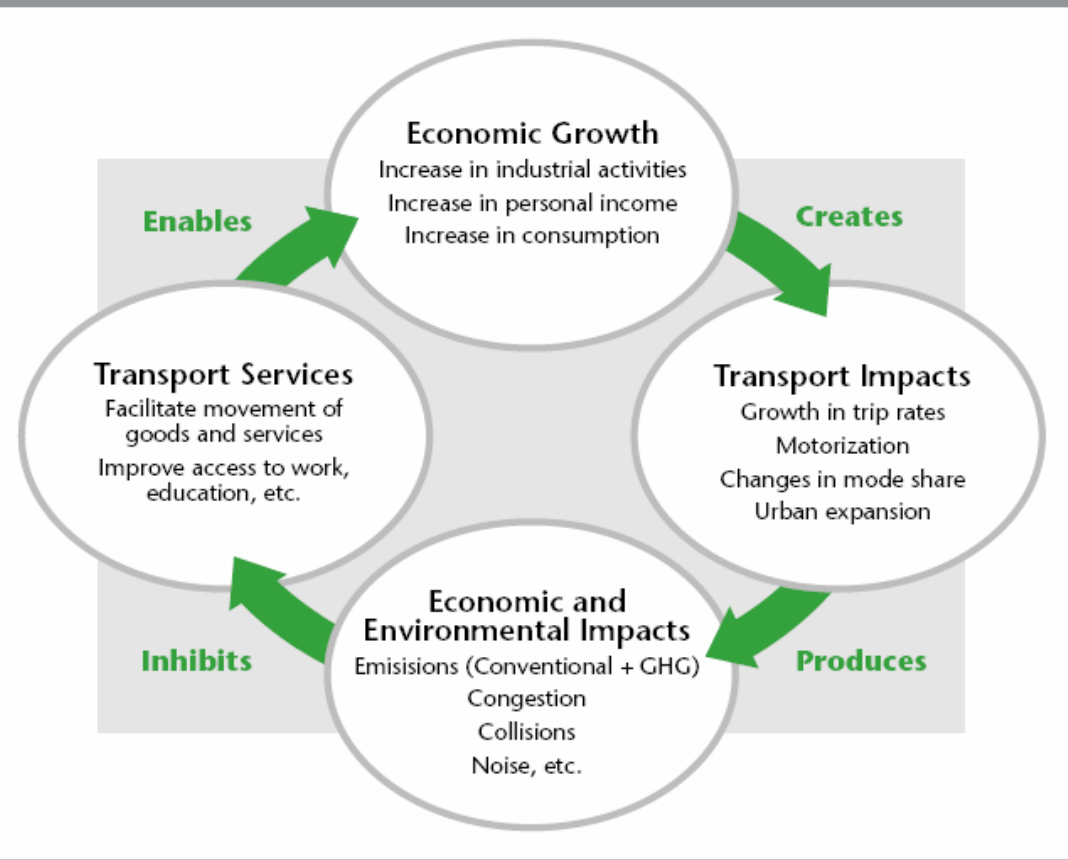 Economic Growth
Increase in industrial activities
Increase in personal income
Increase in consumption
Enables
Creates
Transport Services
Facilitate movement of
goods and services
Improve access to work,
education, etc.
Transport Impacts
Growth in trip rates
Motorization
Changes in mode share
Urban expansion
Economic and
Environmental Impacts
Emisisions (Conventional + GHG)
Congestion
Collisions
Noise, etc.
Inhibits
Produces